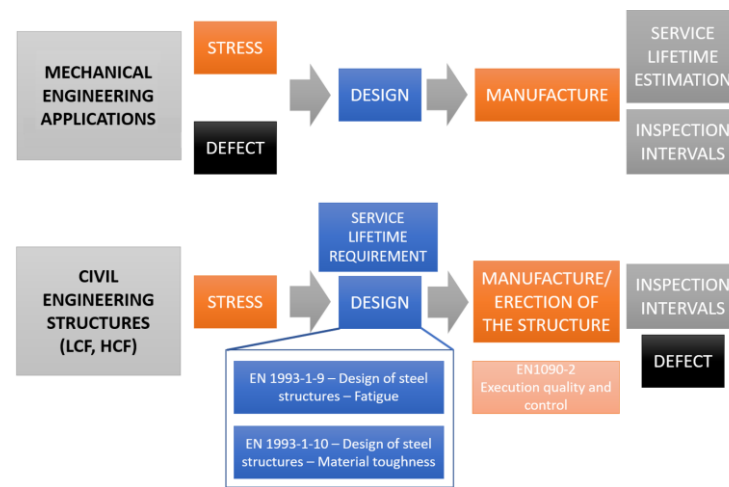 MECHANICAL
ENGINEERING
APPLICATIONS
STRESS
DEFECT
DESIGN
MANUFACTURE
SERVICE
LIFETIME
ESTIMATION
INSPECTION
INTERVALS
CIVIL
ENGINEERING
STRUCTURES
(LCF, HCF)
STRESS
SERVICE
LIFETIME
REQUIREMENT
DESIGN
EN 1993-1-9 – Design of steel
structures – Fatigue
EN 1993-1-10 – Design of steel
structures – Material toughness
MANUFACTURE/
ERECTION OF
THE STRUCTURE
EN1090-2
Execution quality and
control
INSPECTION
INTERVALS
DEFECT